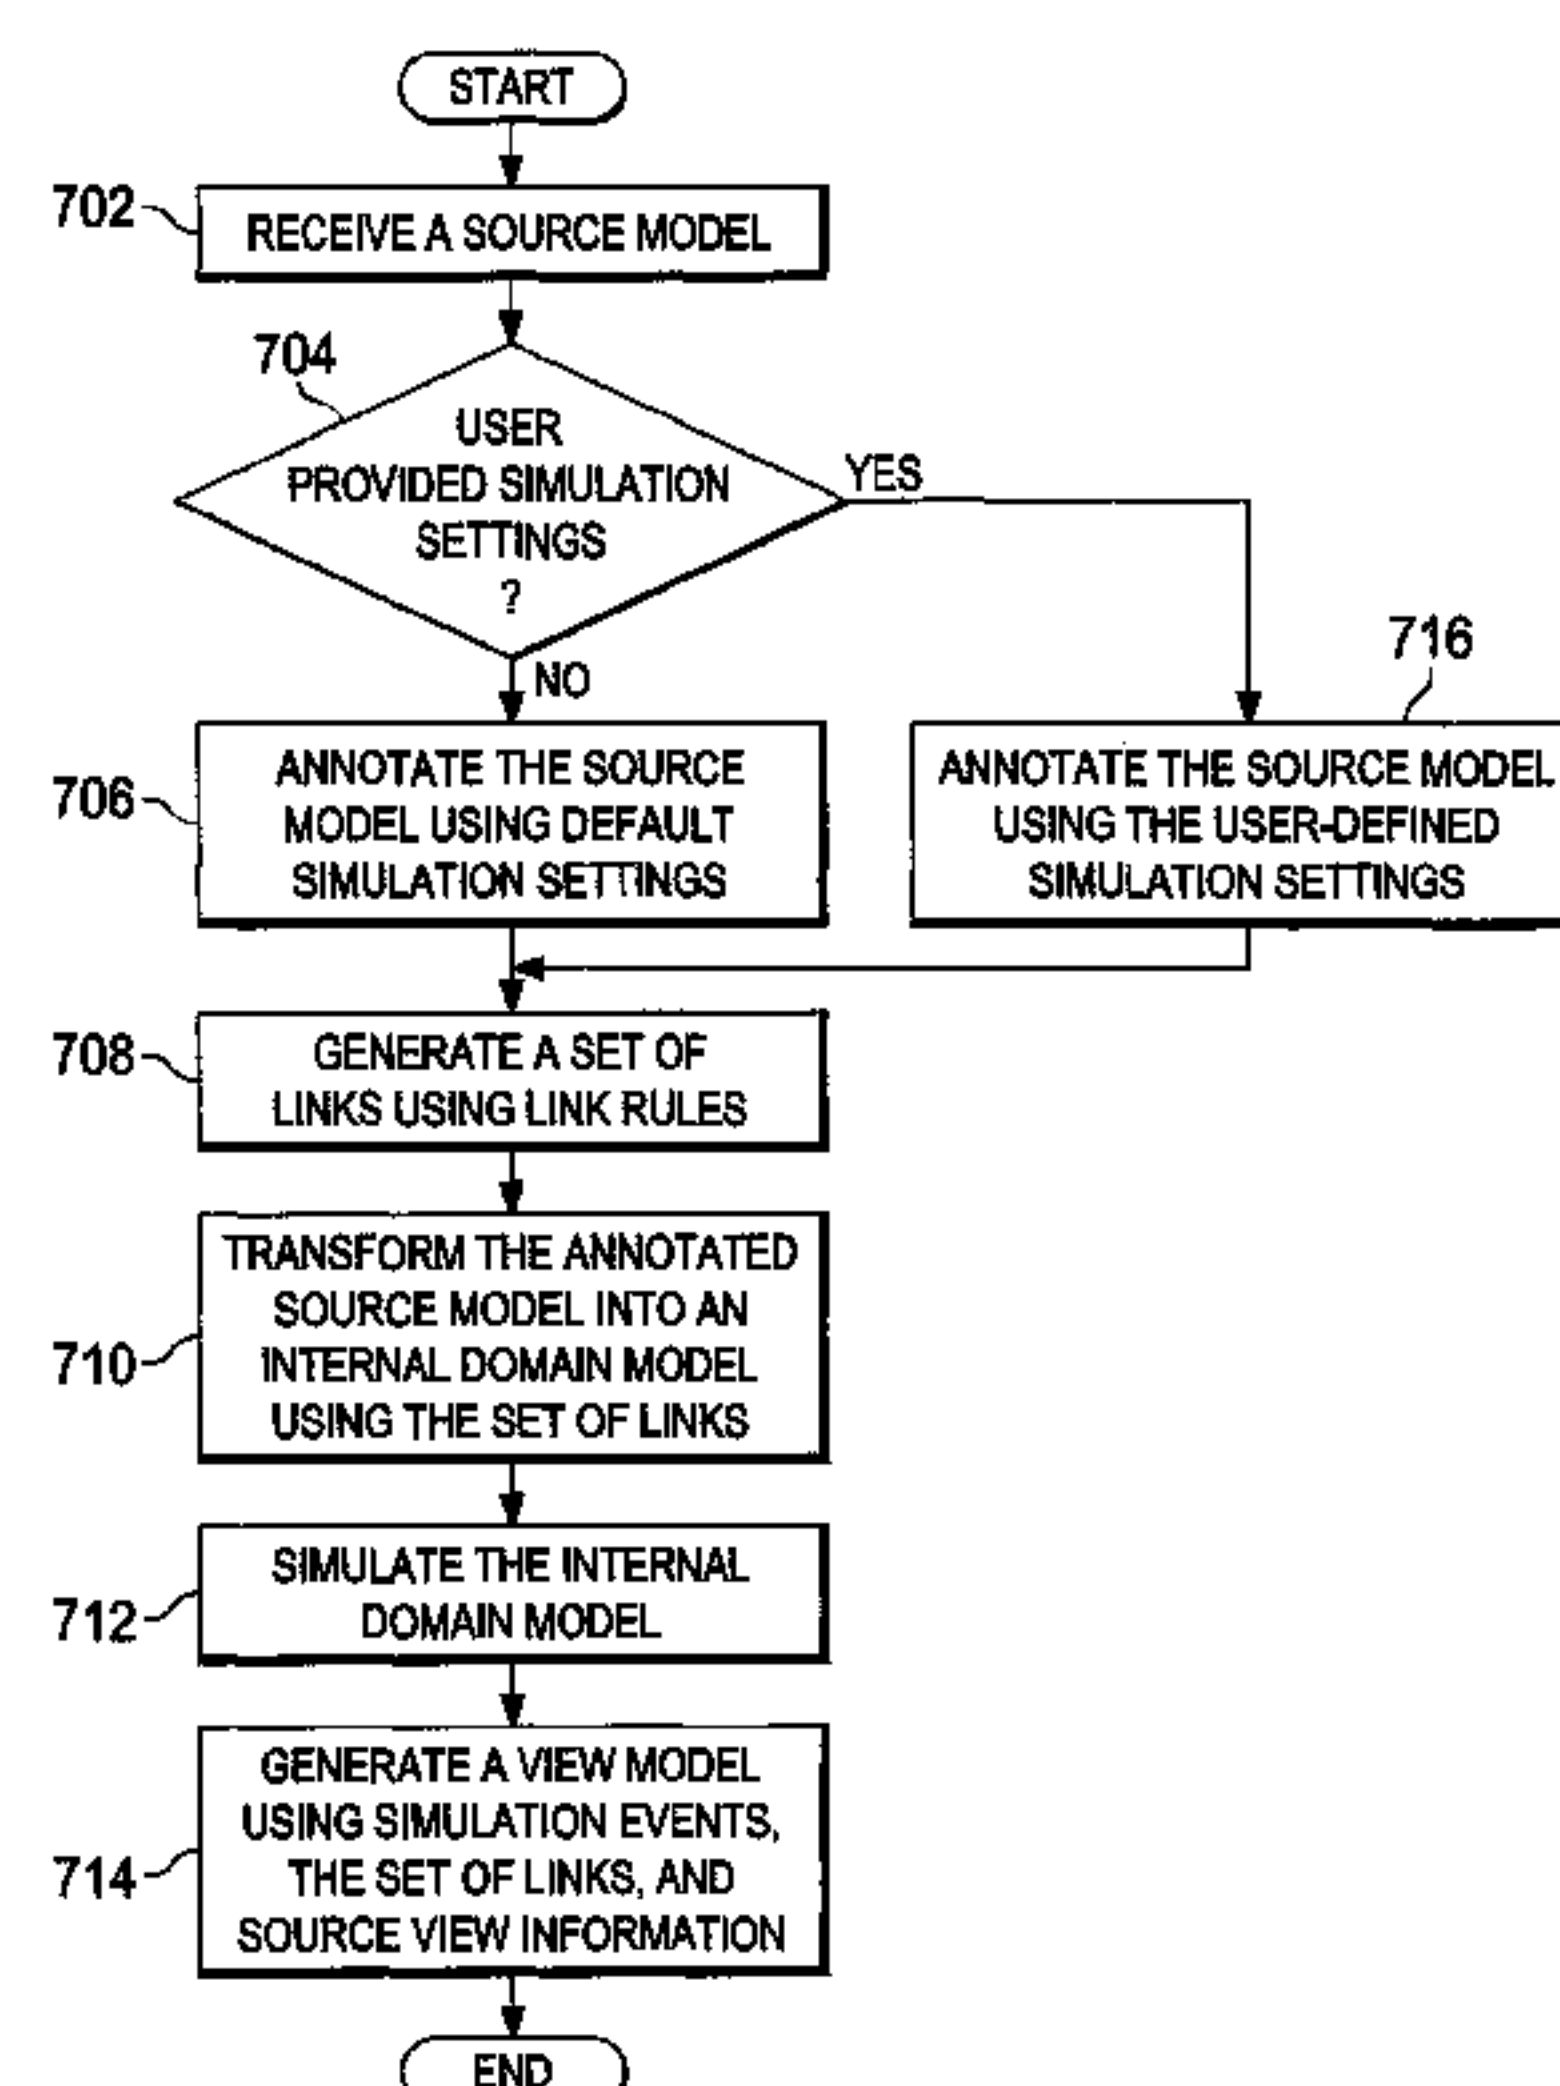 START
702
RECEIVE A SOURCE MODEL
704
USER
PROVIDED SIMULATION
SETTINGS
?
YES
NO
706
ANNOTATE THE SOURCE
MODEL USING DEFAULT
SIMULATION SETTINGS
716
ANNOTATE THE SOURCE MODEL
USING THE USER-DEFINED
SIMULATION SETTINGS
708
GENERATE A SET OF
LINKS USING LINK RULES
710
TRANSFORM THE ANNOTATED
SOURCE MODEL INTO AN
INTERNAL DOMAIN MODEL
USING THE SET OF LINKS
712
SIMULATE THE INTERNAL
DOMAIN MODEL
714
GENERATE A VIEW MODEL
USING SIMULATION EVENTS,
THE SET OF LINKS, AND
SOURCE VIEW INFORMATION
END